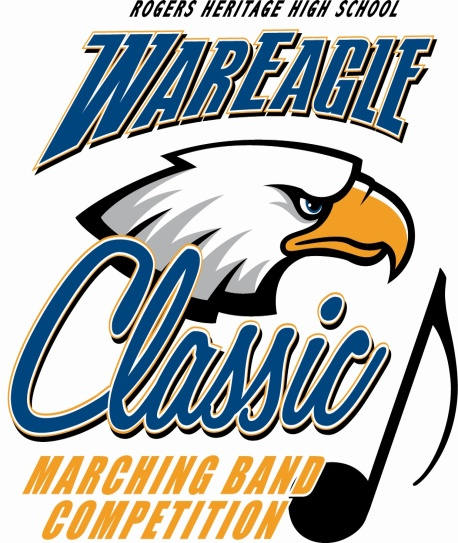 ROGERS HERITAGE HIGH SCHOOL
WAREAGLE
Classic
MARCHING BAND
COMPETITION